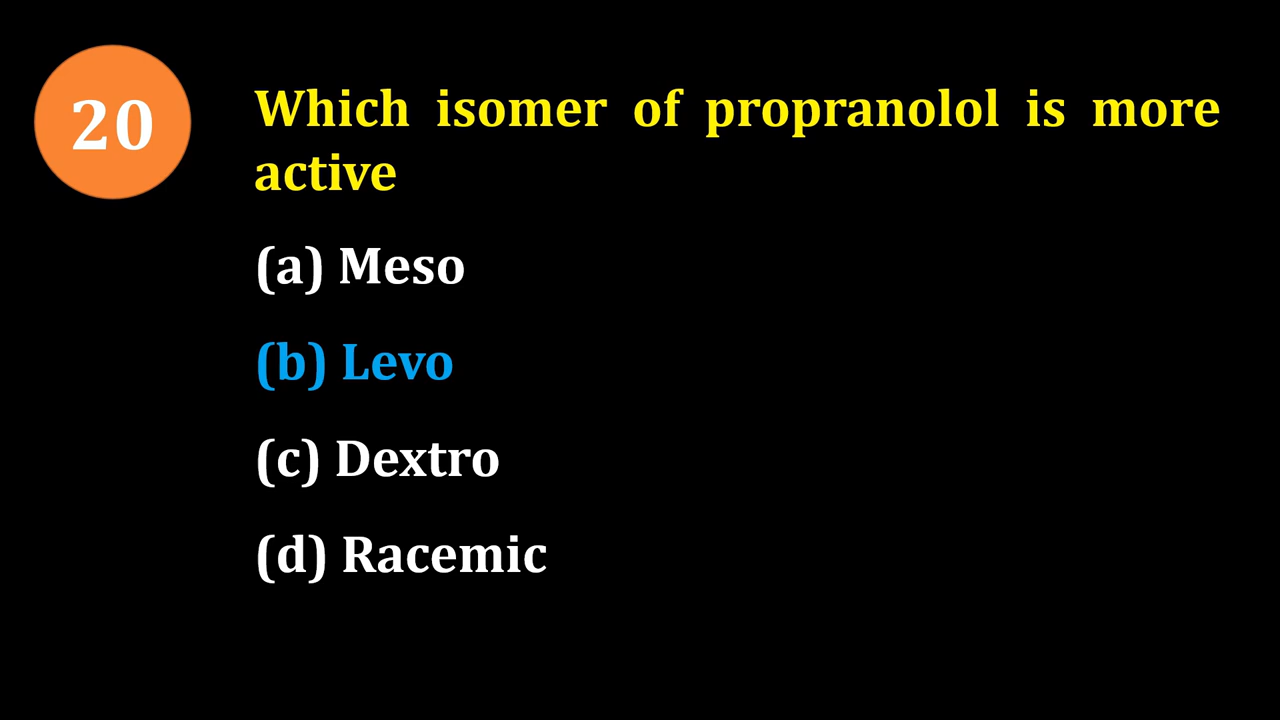 20
Which isomer of propranolol is more
active
(a) Meso
(b) Levo
(c) Dextro
(d) Racemic